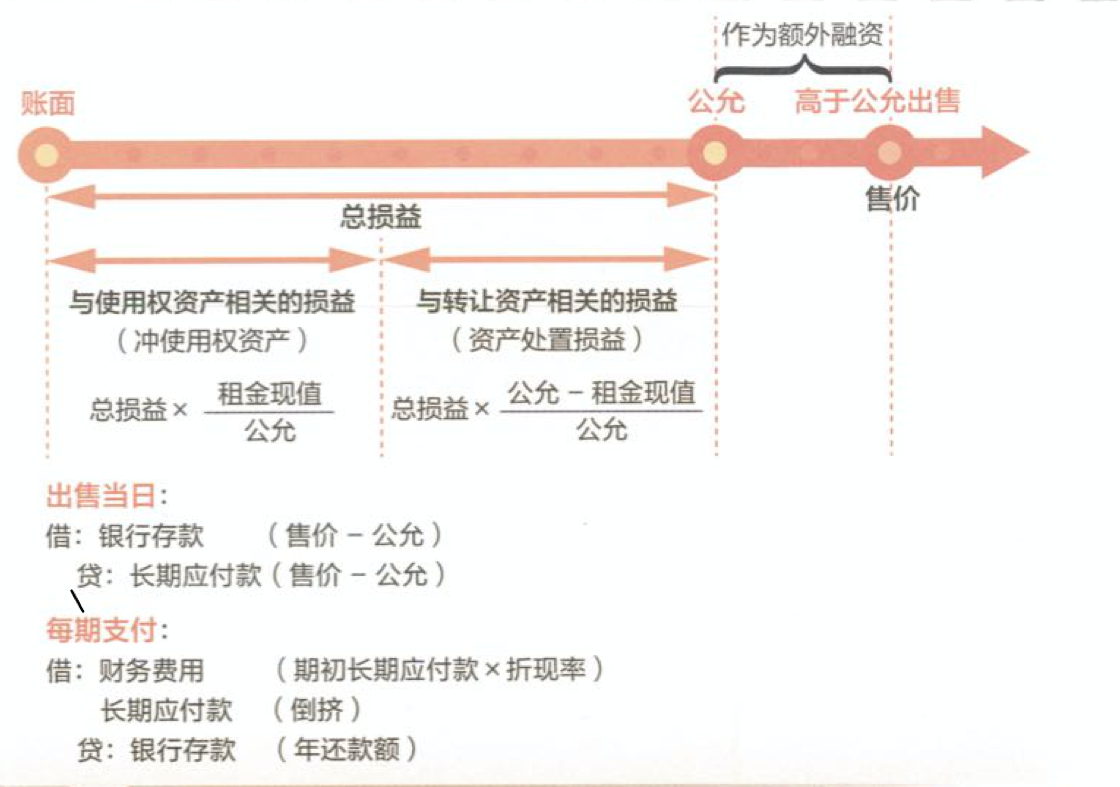 作为额外融资
账面
公允
高于公允出售
售价
总损益
与使用权资产相关的损益
与转让资产相关的损益
（冲使用权资产）
（资产处置损益）
总损益× 租金现值
公允
总损益× 公允－租金现值
公允
出售当日：
借：银行存款 （售价－公允）
贷：长期应付款（售价－公允）
每期支付：
借：财务费用 （期初长期应付款×折现率）
长期应付款 （倒挤）
贷：银行存款 （年还款额）